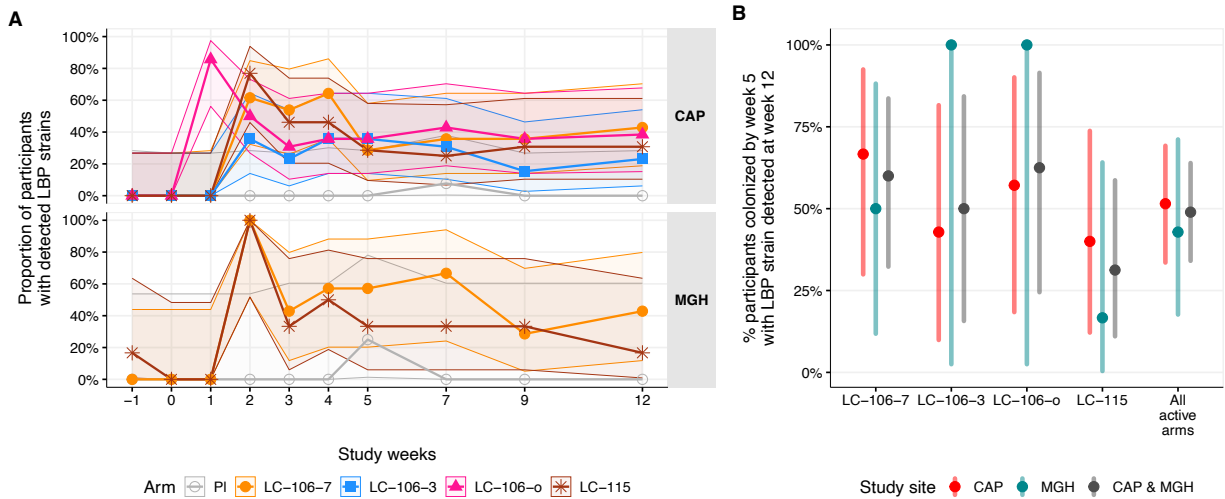 A
Proportion of participants
with detected LBP strains
100%
80%
60%
40%
20%
0%
CAP
100%
80%
60%
40%
20%
0%
MGH
−1 0 1 2 3 4 5 7 9 12
Study weeks
Arm PI LC−106−7 LC−106−3 LC−106−o LC−115
B
% participants colonized by week 5
with LBP strain detected at week 12
100%
75%
50%
25%
0%
LC−106−7 LC−106−3 LC−106−o LC−115 All
active
arms
Study site CAP MGH CAP & MGH